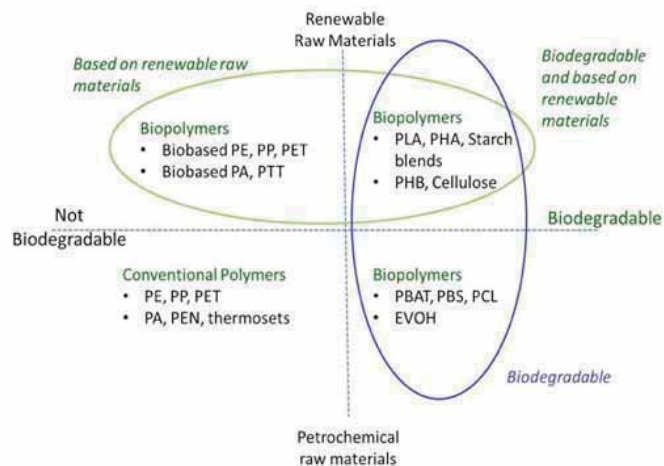 Renewable
Raw Materials
Based on renewable raw
materials
Biodegradable
and based on
renewable
materials
Biopolymers
• Biobased PE, PP, PET
• Biobased PA, PTT
Biopolymers
• PLA, PHA, Starch
blends
• PHB, Cellulose
Not
Biodegradable
Biodegradable
Conventional Polymers
• PE, PP, PET
• PA, PEN, thermosets
Biopolymers
• PBAT, PBS, PCL
• EVOH
Biodegradable
Petrochemical
raw materials